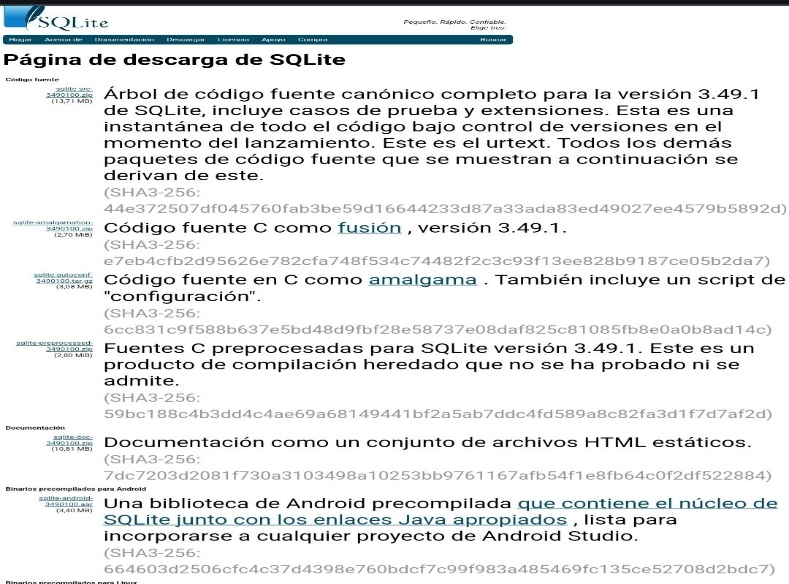 SQLite
Pequeño. Rápido. Confiable.
Elige tres.
Hogar Acerca de Documentación Descargar Licencia Apoyo Compra Buscar
Página de descarga de SQLite
Código fuente
sqlite-src-
3490100.zip
(13,71 MB)
Árbol de código fuente canónico completo para la versión 3.49.1
de SQLite, incluye casos de prueba y extensiones. Esta es una
instantánea de todo el código bajo control de versiones en el
momento del lanzamiento. Este es el urtext. Todos los demás
paquetes de código fuente que se muestran a continuación se
derivan de este.
(SHA3-256:
44e372507df045760fab3be59d16644233d87a33ada83ed49027ee4579b5892d)
sqlite-amalgamation-
3490100.zip
(2,70 MiB)
Código fuente C como fusión , versión 3.49.1.
(SHA3-256:
e7eb4cfb2d95626e782cfa748f534c74482f2c3c93f13ee828b9187ce05b2da7)
sqlite-autoconf-
3490100.tar.gz
(3,08 MiB)
Código fuente en C como amalgama . También incluye un script de
"configuración".
(SHA3-256:
6cc831c9f588b637e5bd48d9fbf28e58737e08daf825c81085fb8e0a0b8ad14c)
sqlite-preprocessed-
3490100.zip
(2,80 MiB)
Fuentes C preprocesadas para SQLite versión 3.49.1. Este es un
producto de compilación heredado que no se ha probado ni se
admite.
(SHA3-256:
59bc188c4b3dd4c4ae69a68149441bf2a5ab7ddc4fd589a8c82fa3d1f7d7af2d)
Documentación
sqlite-doc-
3490100.zip
(10,81 MiB)
Documentación como un conjunto de archivos HTML estáticos.
(SHA3-256:
7dc7203d2081f730a3103498a10253bb9761167afb54f1e8fb64c0f2df522884)
Binarios precompilados para Android
sqlite-android-
3490100.aar
(3,40 MiB)
Una biblioteca de Android precompilada que contiene el núcleo de
SQLite junto con los enlaces Java apropiados , lista para
incorporarse a cualquier proyecto de Android Studio.
(SHA3-256:
664603d2506cfc4c37d4398e760bdcf7c99f983a485469fc135ce52708d2bdc7)
Binarios precompilados para Linux